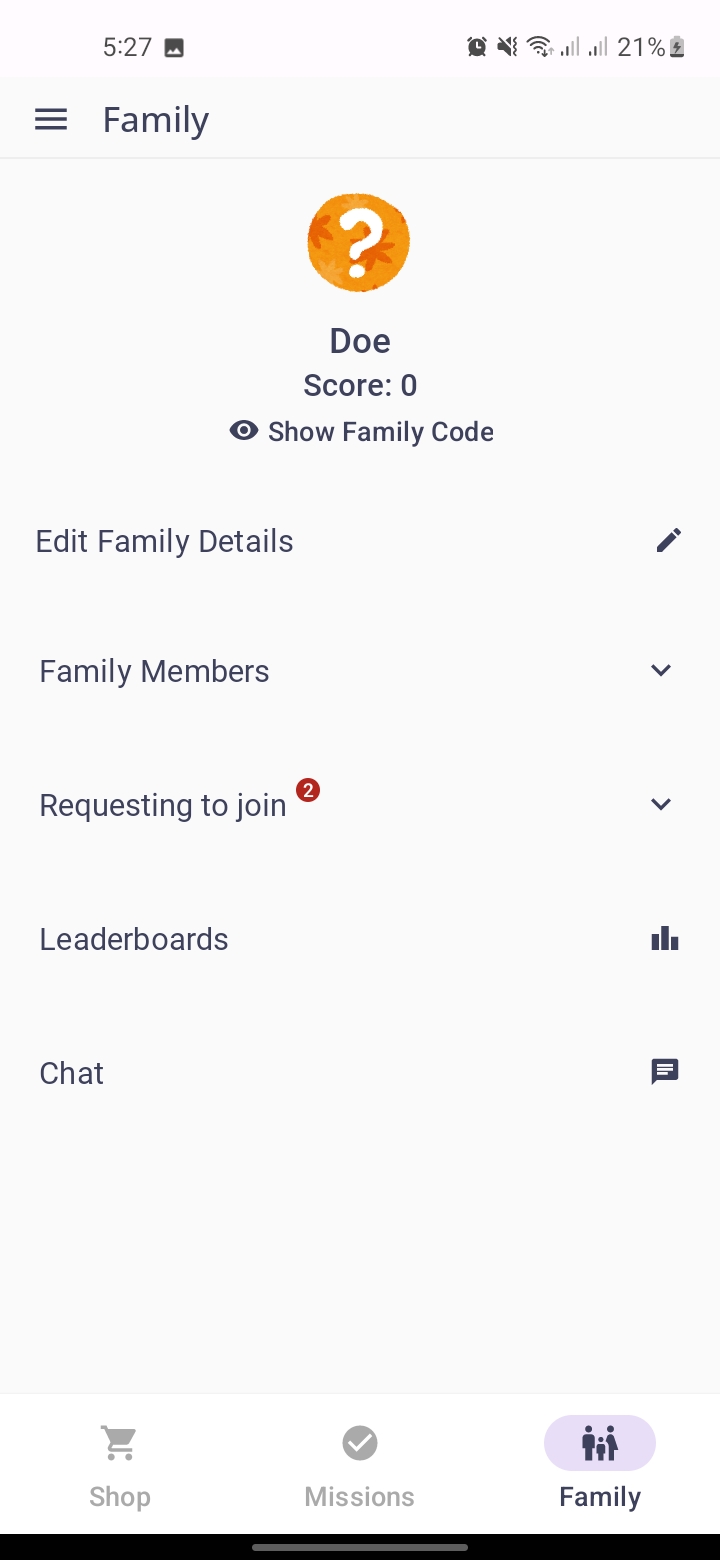 5:27 21%
Family
?
Doe
Score: 0
Show Family Code
Edit Family Details
Family Members
Requesting to join 2
Leaderboards
Chat
Shop Missions Family